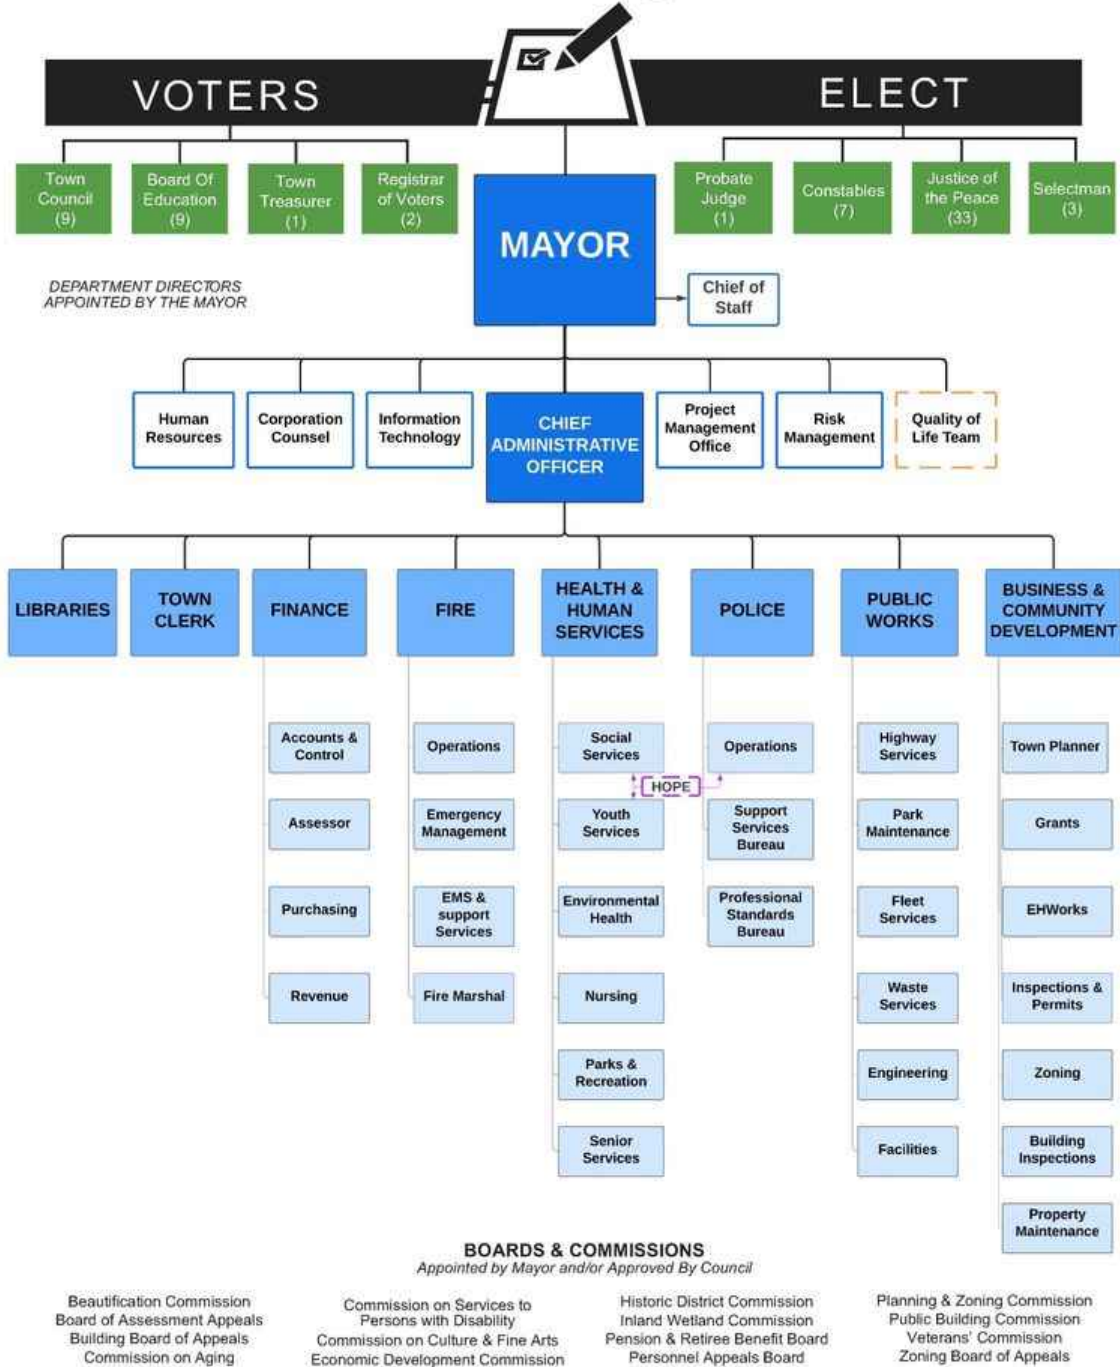 VOTERS
ELECT
Town
Council
(9)
Board Of
Education
(9)
Town
Treasurer
(1)
Registrar
of Voters
(2)
Probate
Judge
(1)
Constables
(7)
Justice of
the Peace
(33)
Selectman
(3)
MAYOR
DEPARTMENT DIRECTORS
APPOINTED BY THE MAYOR
Chief of
Staff
Human
Resources
Corporation
Counsel
Information
Technology
CHIEF
ADMINISTRATIVE
OFFICER
Project
Management
Office
Risk
Management
Quality of
Life Team
LIBRARIES
TOWN
CLERK
FINANCE
FIRE
HEALTH &
HUMAN
SERVICES
POLICE
PUBLIC
WORKS
BUSINESS &
COMMUNITY
DEVELOPMENT
Accounts &
Control
Assessor
Purchasing
Revenue
Operations
Emergency
Management
EMS &
support
Services
Fire Marshal
Social
Services
HOPE
Youth
Services
Environmental
Health
Nursing
Parks &
Recreation
Senior
Services
Operations
Support
Services
Bureau
Professional
Standards
Bureau
Highway
Services
Park
Maintenance
Fleet
Services
Waste
Services
Engineering
Facilities
Town Planner
Grants
EHWorks
Inspections &
Permits
Zoning
Building
Inspections
Property
Maintenance
BOARDS & COMMISSIONS
Appointed by Mayor and/or Approved By Council
Beautification Commission
Board of Assessment Appeals
Building Board of Appeals
Commission on Aging
Commission on Services to
Persons with Disability
Commission on Culture & Fine Arts
Economic Development Commission
Historic District Commission
Inland Wetland Commission
Pension & Retiree Benefit Board
Personnel Appeals Board
Planning & Zoning Commission
Public Building Commission
Veterans' Commission
Zoning Board of Appeals